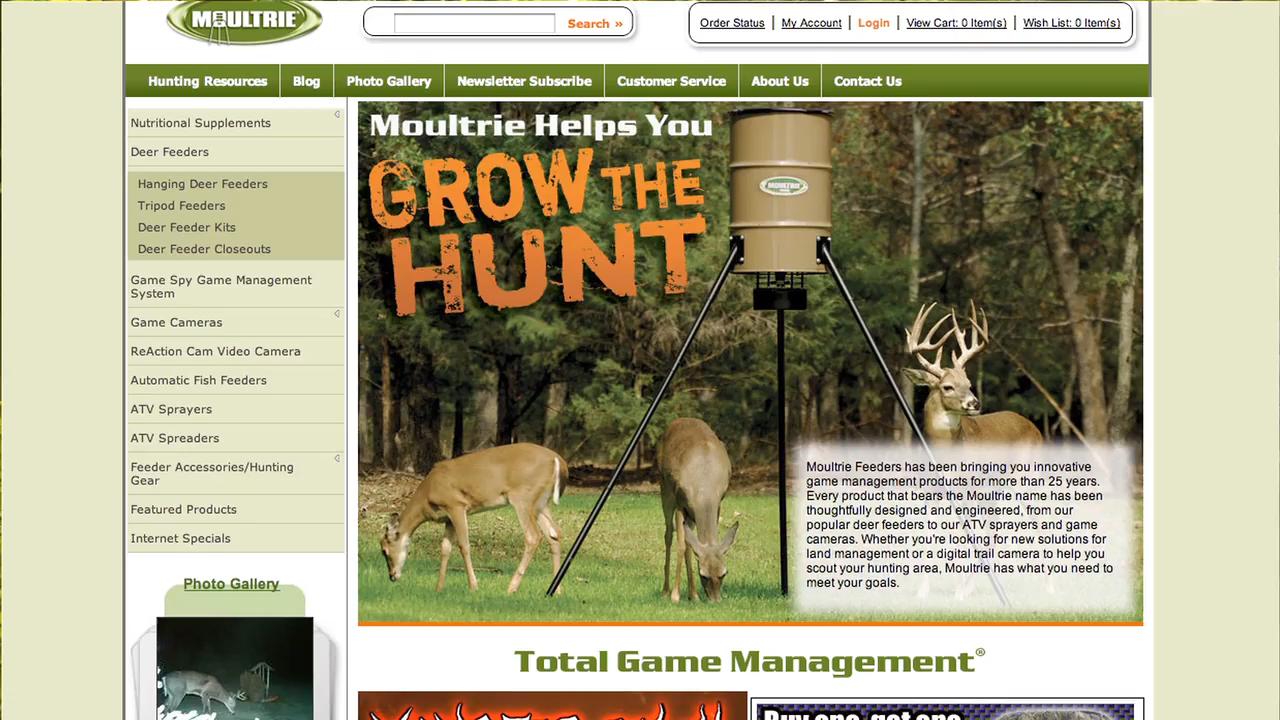 MOULTRIE
Search »
Order Status | My Account | Login | View Cart: 0 Item(s) | Wish List: 0 Item(s)
Hunting Resources
Blog
Photo Gallery
Newsletter Subscribe
Customer Service
About Us
Contact Us
Nutritional Supplements
Deer Feeders
Hanging Deer Feeders
Tripod Feeders
Deer Feeder Kits
Deer Feeder Closeouts
Game Spy Game Management
System
Game Cameras
ReAction Cam Video Camera
Automatic Fish Feeders
ATV Sprayers
ATV Spreaders
Feeder Accessories/Hunting
Gear
Featured Products
Internet Specials
Photo Gallery
Moultrie Helps You
GROW THE
HUNT
MOULTRIE
Moultrie Feeders has been bringing you innovative
game management products for more than 25 years.
Every product that bears the Moultrie name has been
thoughtfully designed and engineered, from our
popular deer feeders to our ATV sprayers and game
cameras. Whether you're looking for new solutions for
land management or a digital trail camera to help you
scout your hunting area, Moultrie has what you need to
meet your goals.
Total Game Management®
Buy one, get one